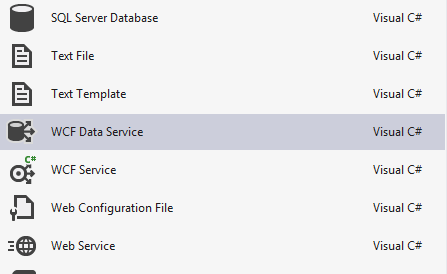 SQL Server Database Visual C#
Text File Visual C#
Text Template Visual C#
WCF Data Service Visual C#
C#
WCF Service Visual C#
Web Configuration File Visual C#
Web Service Visual C#